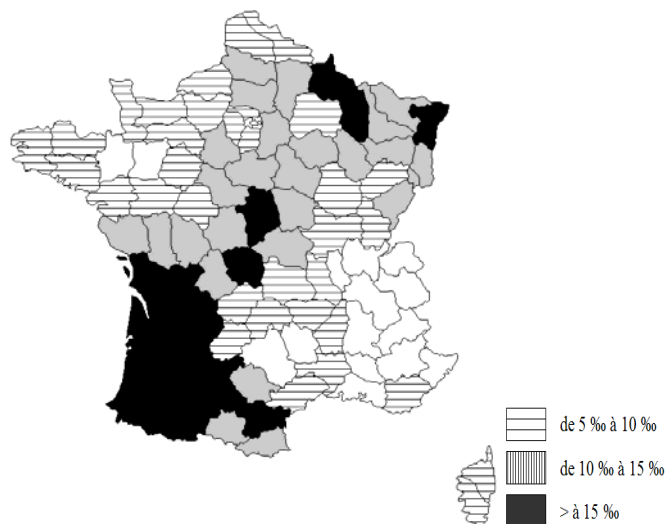 de 5 ‰ à 10 ‰
de 10 ‰ à 15 ‰
> à 15 ‰